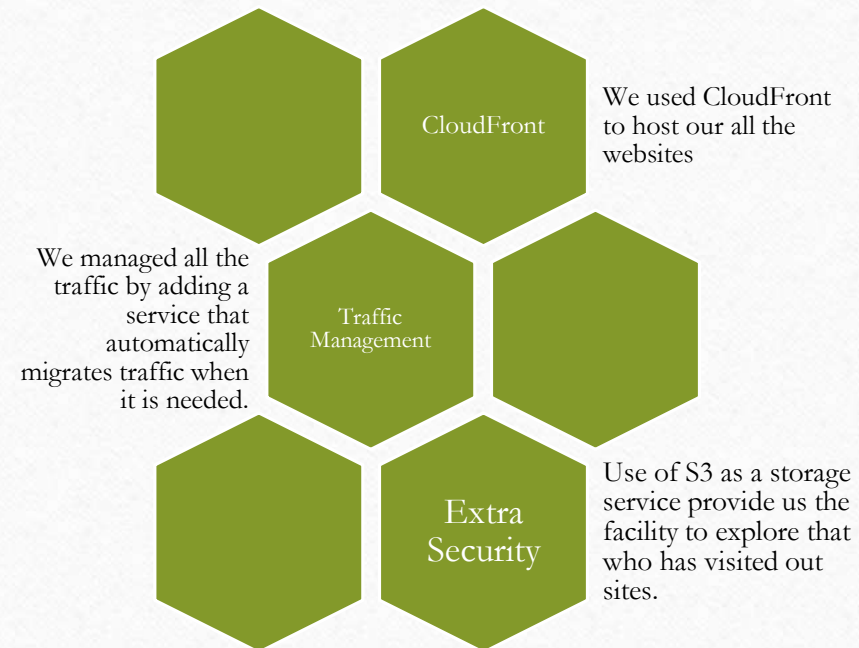 CloudFront
We used CloudFront
to host our all the
websites
We managed all the
traffic by adding a
service that
automatically
migrates traffic when
it is needed.
Traffic
Management
Extra
Security
Use of S3 as a storage
service provide us the
facility to explore that
who has visited out
sites.